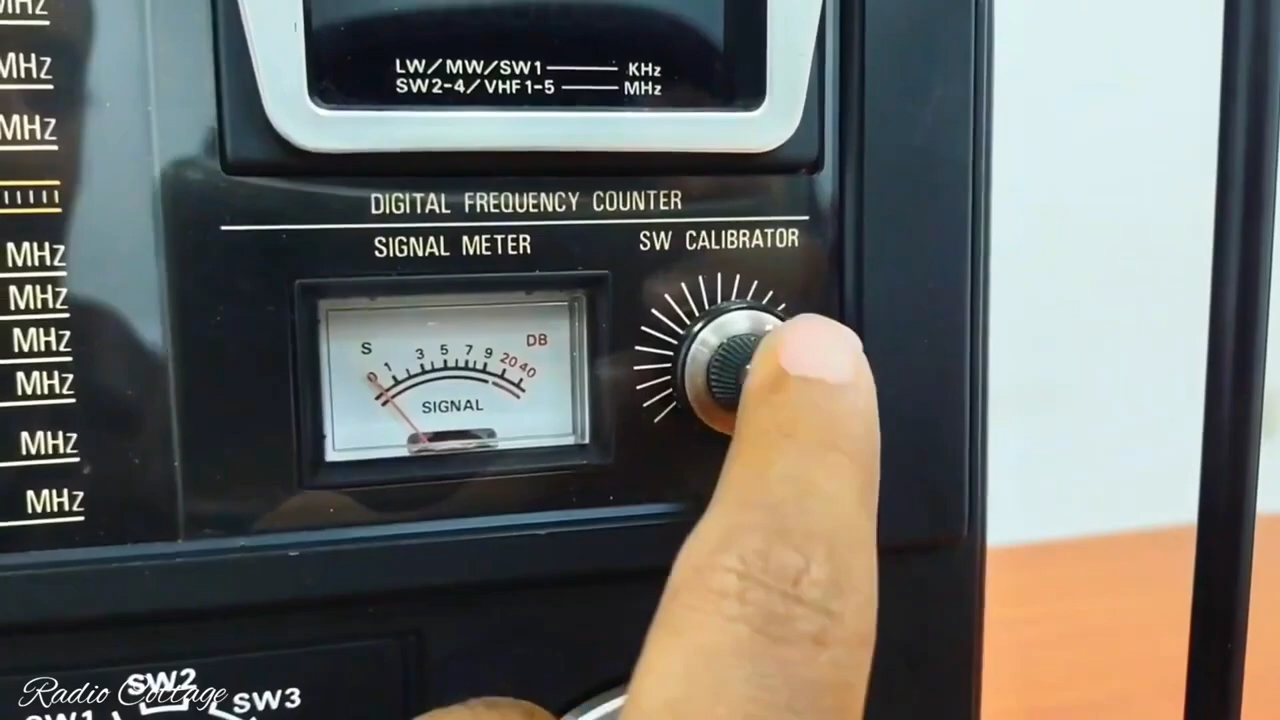 MHz
MHz
MHz
LW/MW/SW1 KHz
SW2-4/VHF1-5 MHz
DIGITAL FREQUENCY COUNTER
SIGNAL METER
SW CALIBRATOR
MHz
MHz
MHz
MHz
MHz
MHz
S DB
0 1 3 5 7 9 20 40
SIGNAL
Radio Cottage
SW1 SW2 SW3